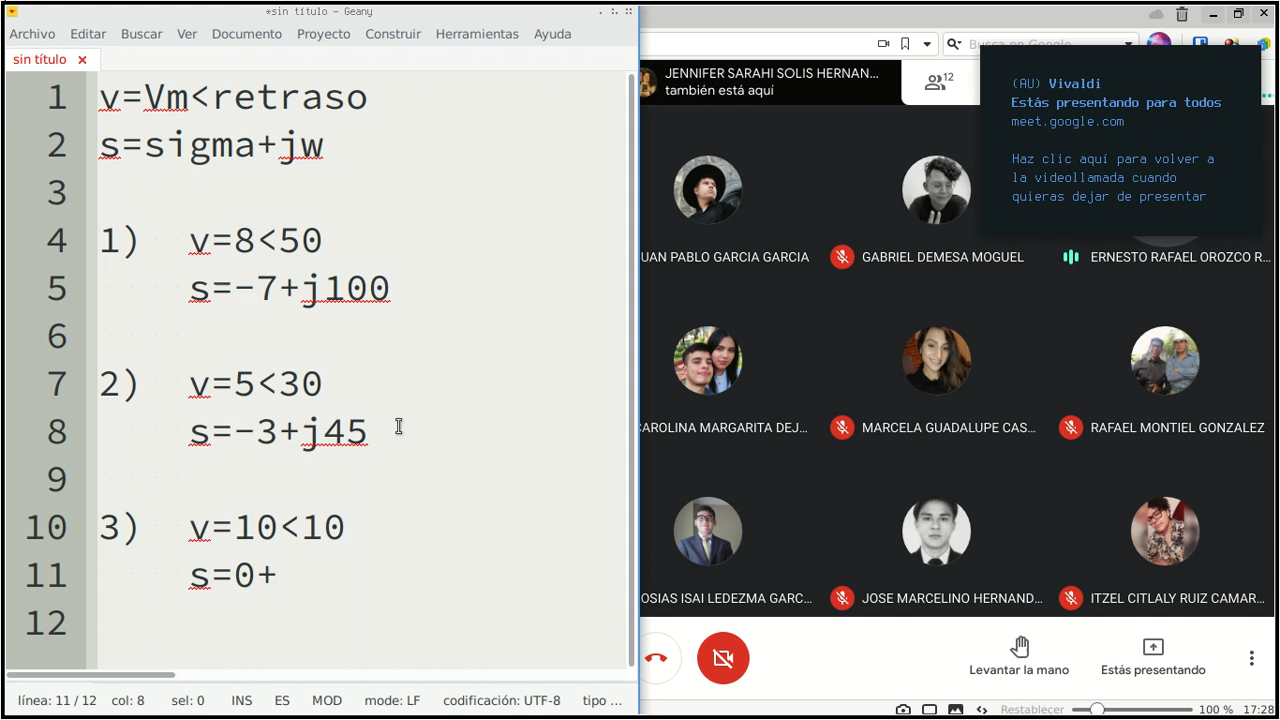 *sin título - Geany
Archivo Editar Buscar Ver Documento Proyecto Construir Herramientas Ayuda
sin título ×
1 v=Vm<retraso
2 s=sigma+jw
3
4 1) v=8<50
5 s=-7+j100
6
7 2) v=5<30
8 s=-3+j45
9
10 3) v=10<10
11 s=0+
12
línea: 11 / 12 col: 8 sel: 0 INS ES MOD mode: LF codificación: UTF-8 tipo ...
Busca en Google
JENNIFER SARAHI SOLIS HERNAN...
también está aquí
12
(AU) Vivaldi
Estás presentando para todos
meet.google.com
Haz clic aquí para volver a
la videollamada cuando
quieras dejar de presentar
UAN PABLO GARCIA GARCIA
GABRIEL DEMESA MOGUEL
ERNESTO RAFAEL OROZCO R...
CAROLINA MARGARITA DEJ...
MARCELA GUADALUPE CAS...
RAFAEL MONTIEL GONZALEZ
OSIAS ISAI LEDEZMA GARC...
JOSE MARCELINO HERNAND...
ITZEL CITLALY RUIZ CAMAR...
Levantar la mano
Estás presentando
Restablecer 100 % 17:28